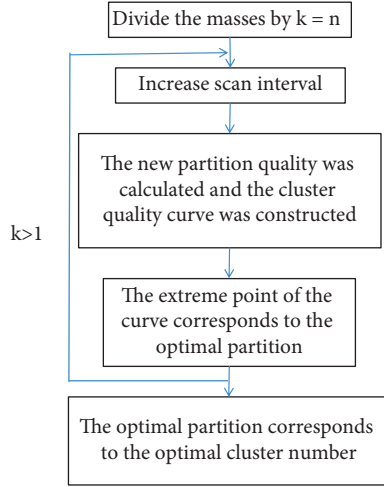 Divide the masses by k = n
Increase scan interval
The new partition quality was
calculated and the cluster
quality curve was constructed
k>1
The extreme point of the
curve corresponds to the
optimal partition
The optimal partition corresponds
to the optimal cluster number